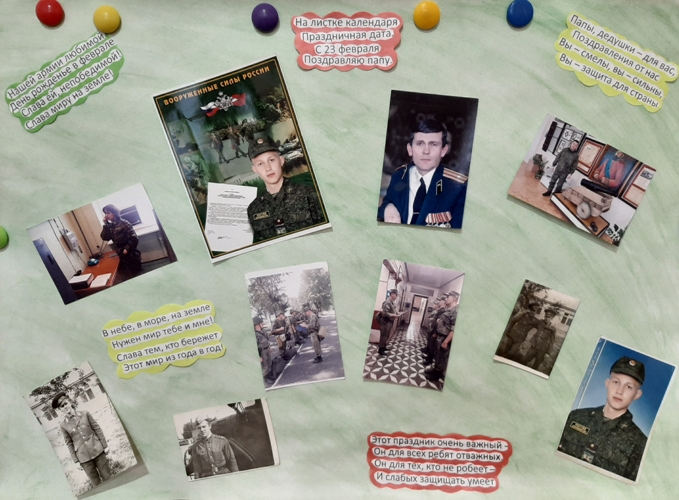 Нашей армии любимой
День рожденье в феврале.
Слава ей, непобедимой!
Слава миру на земле!
На листке календаря
Праздничная дата.
С 23 февраля
Поздравляю папу.
Папы, дедушки – для вас,
Поздравления от нас
Вы – смелы, вы – сильны,
Вы – защита для страны
ВООРУЖЕННЫЕ СИЛЫ РОССИИ
В небе, в море, на земле
Нужен мир тебе и мне!
Слава тем, кто бережет
Этот мир из года в год!
Этот праздник очень важный –
Он для всех ребят отважных
Он для тех, кто не робеет –
И слабых защищать умеет